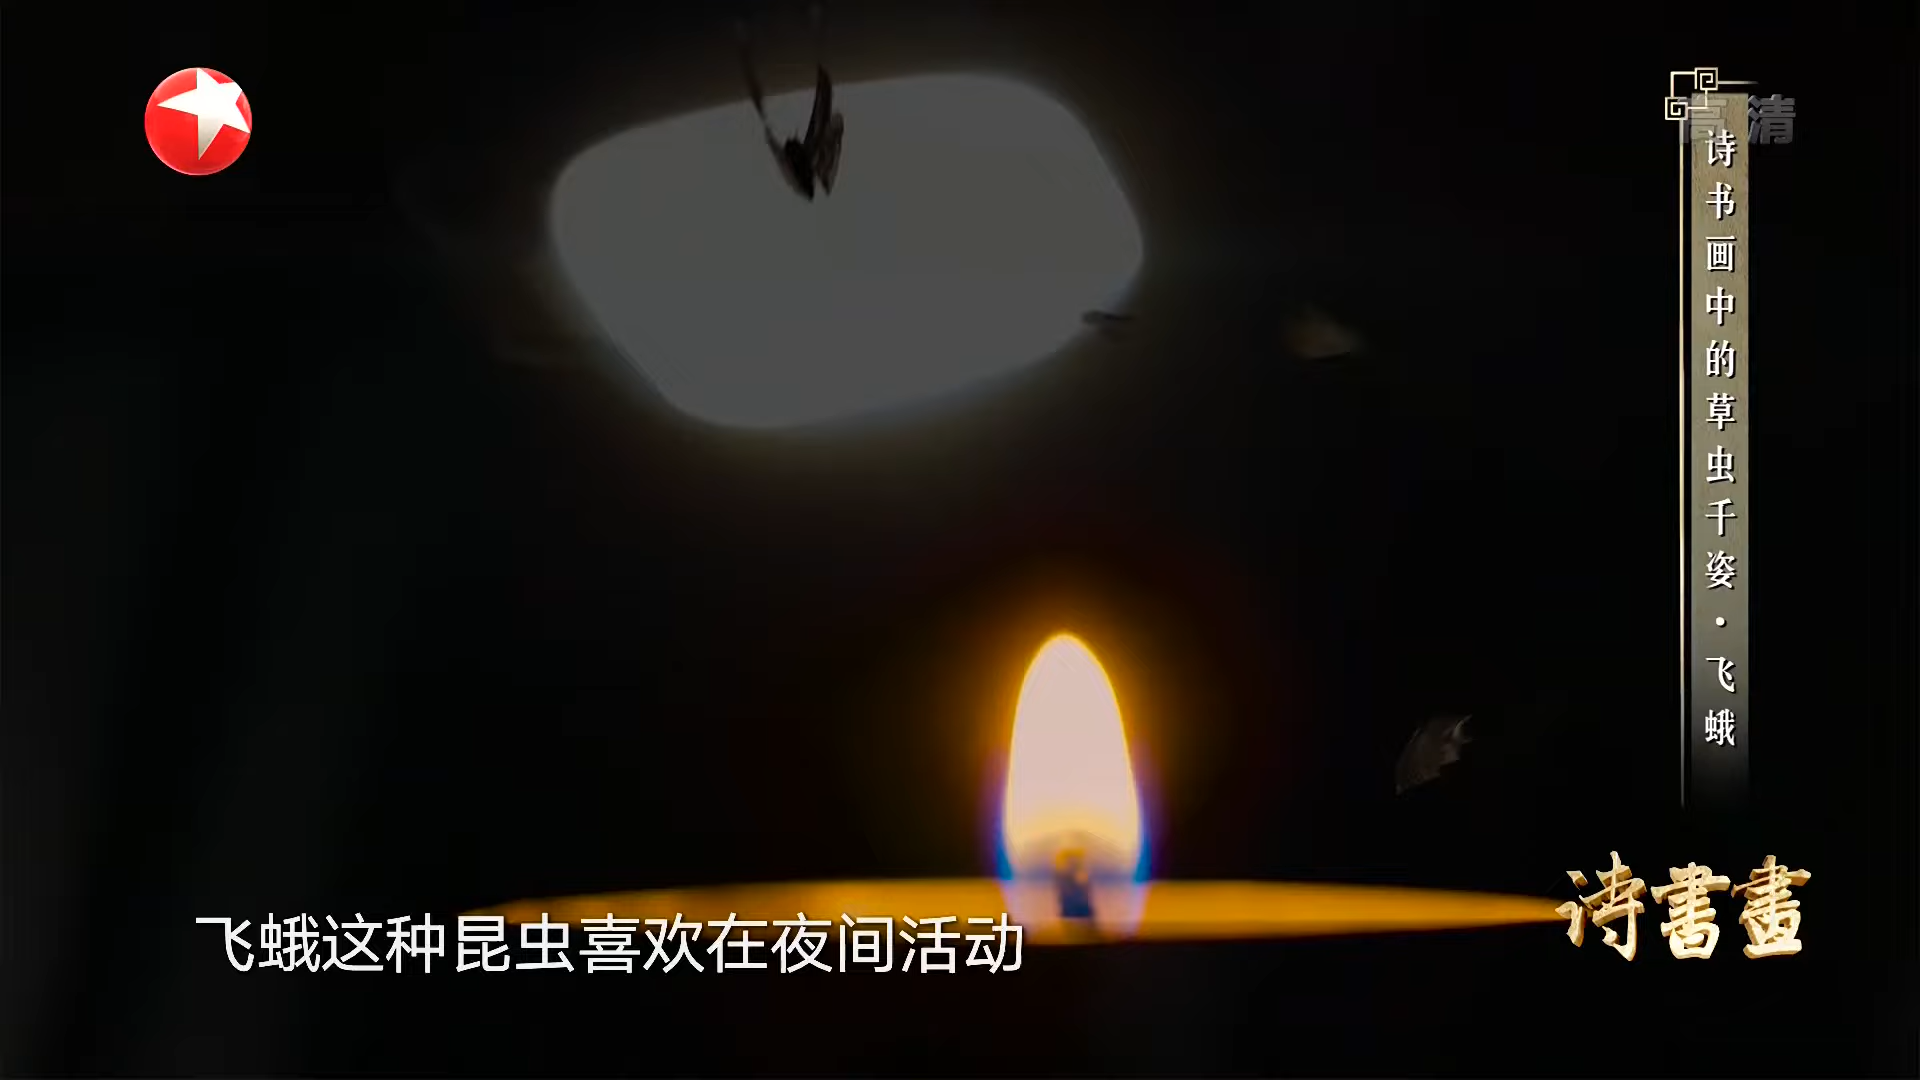 高清
诗书画中的草虫千姿·飞蛾
诗書畫
飞蛾这种昆虫喜欢在夜间活动